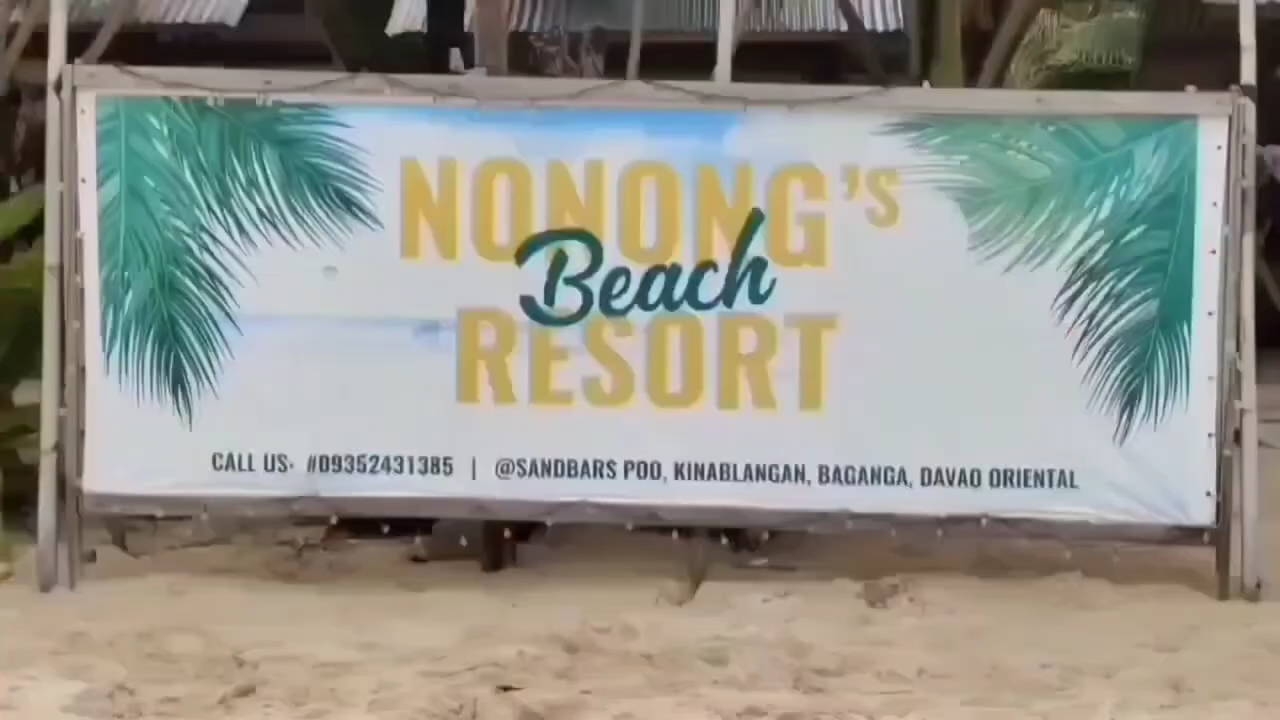 NONONG'S
Beach
RESORT
CALL US: #09352431385 | @SANDBARS POO, KINABLANGAN, BAGANGA, DAVAO ORIENTAL